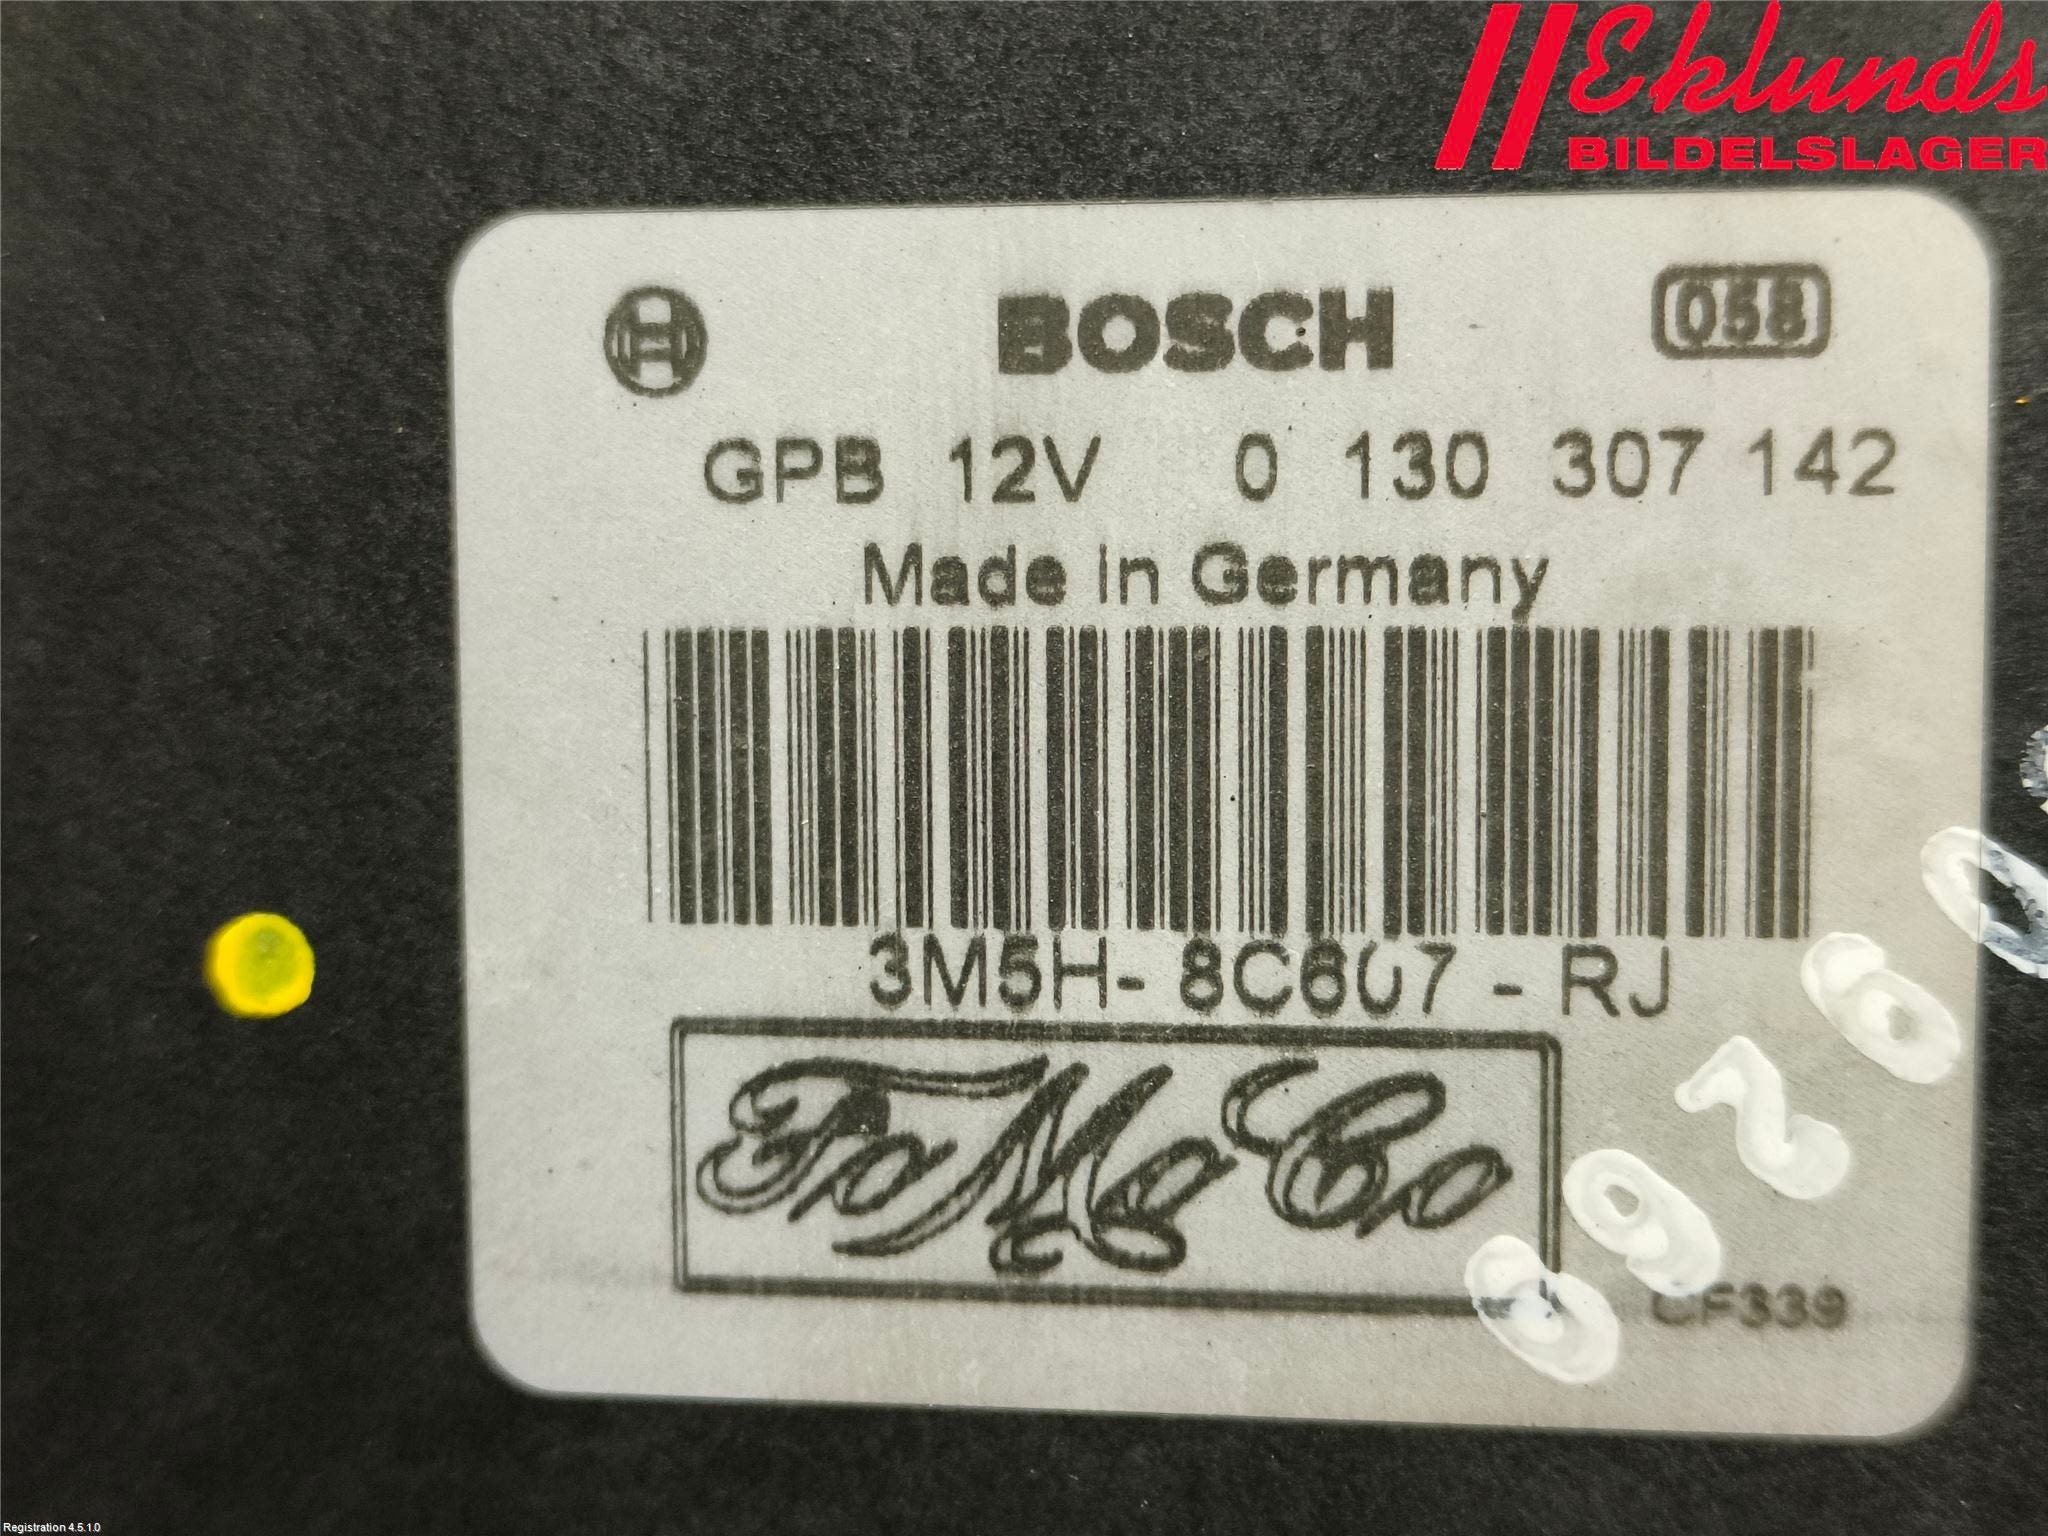 Eklunds
BILDELSLAGER
BOSCH
058
GPB 12V 0 130 307 142
Made In Germany
3M5H- 8C607 - RJ
FoMoCo
CF339
Registration 4.5.1.0